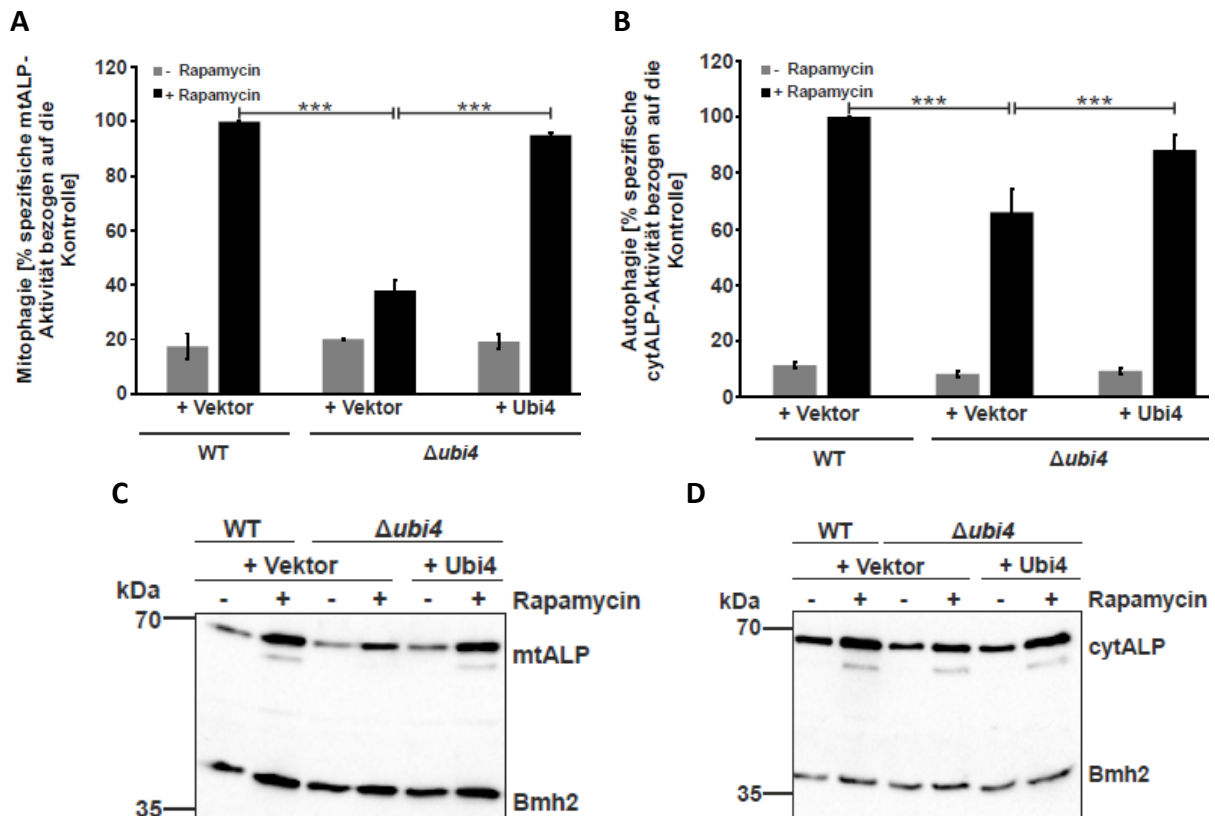 A
Mitophagie [% spezifsiche mtALP-
Aktivität bezogen auf die
Kontrolle]
120
100
80
60
40
20
0
- Rapamycin
+ Rapamycin
***
***
+ Vektor
+ Vektor
+ Ubi4
WT
Δubi4
B
Autophagie [% spezifische
cytALP-Aktivität bezogen auf die
Kontrolle]
120
100
80
60
40
20
0
- Rapamycin
+ Rapamycin
***
***
+ Vektor
+ Vektor
+ Ubi4
WT
Δubi4
C
WT
Δubi4
+ Vektor
+ Ubi4
kDa
- + - + - + Rapamycin
70
mtALP
Bmh2
35
D
WT
Δubi4
+ Vektor
+ Ubi4
kDa
- + - + - + Rapamycin
70
cytALP
Bmh2
35